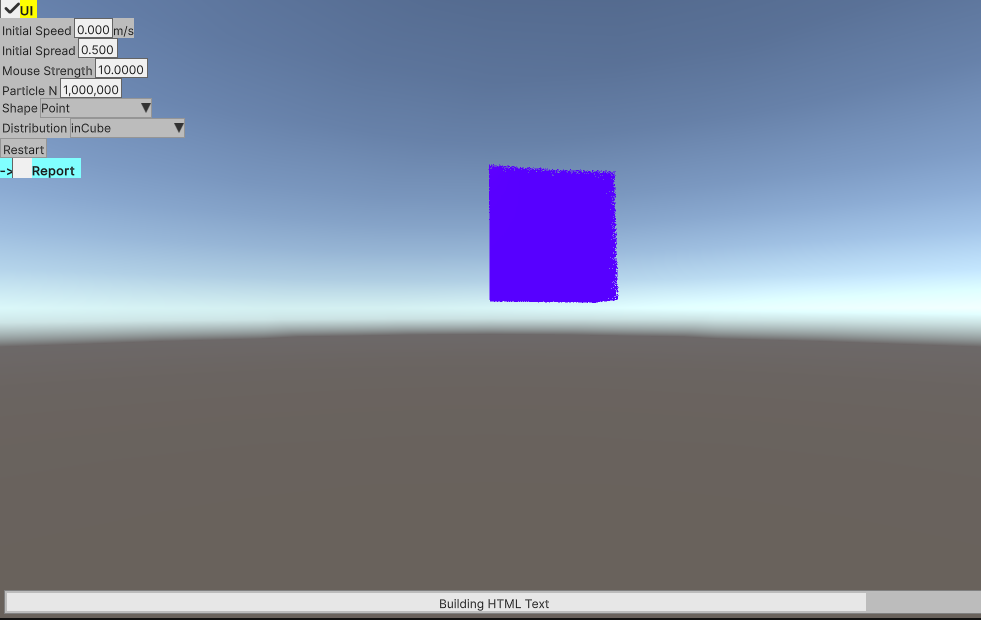 UI
Initial Speed 0.000 m/s
Initial Spread 0.500
Mouse Strength 10.0000
Particle N 1,000,000
Shape Point
Distribution inCube
Restart
-> Report
Building HTML Text